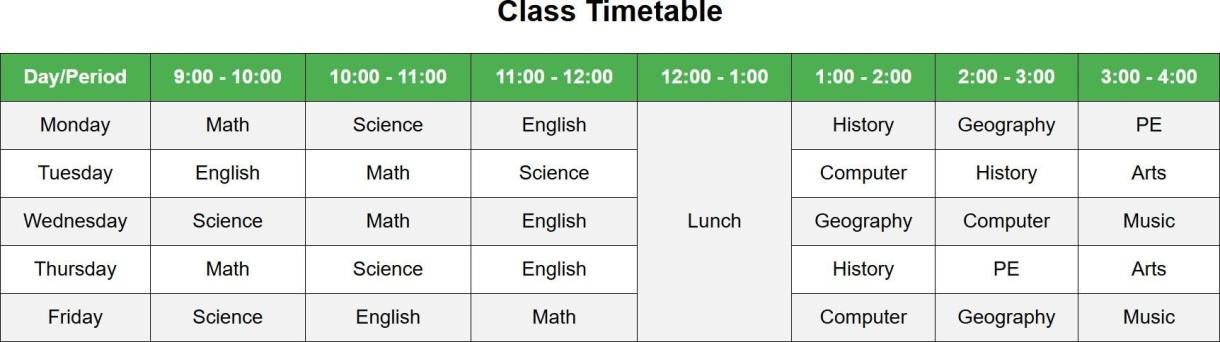 Class Timetable
Day/Period 9:00 - 10:00 10:00 - 11:00 11:00 - 12:00 12:00 - 1:00 1:00 - 2:00 2:00 - 3:00 3:00 - 4:00
Monday Math Science English History Geography PE
Tuesday English Math Science Computer History Arts
Wednesday Science Math English Lunch Geography Computer Music
Thursday Math Science English History PE Arts
Friday Science English Math Computer Geography Music